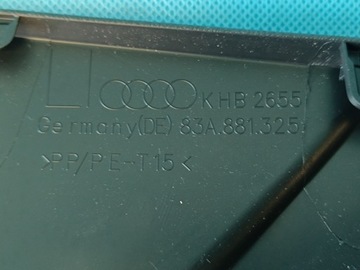 KHB 2655
Germany(DE) 83A.881.325
>PP/PE-T15<